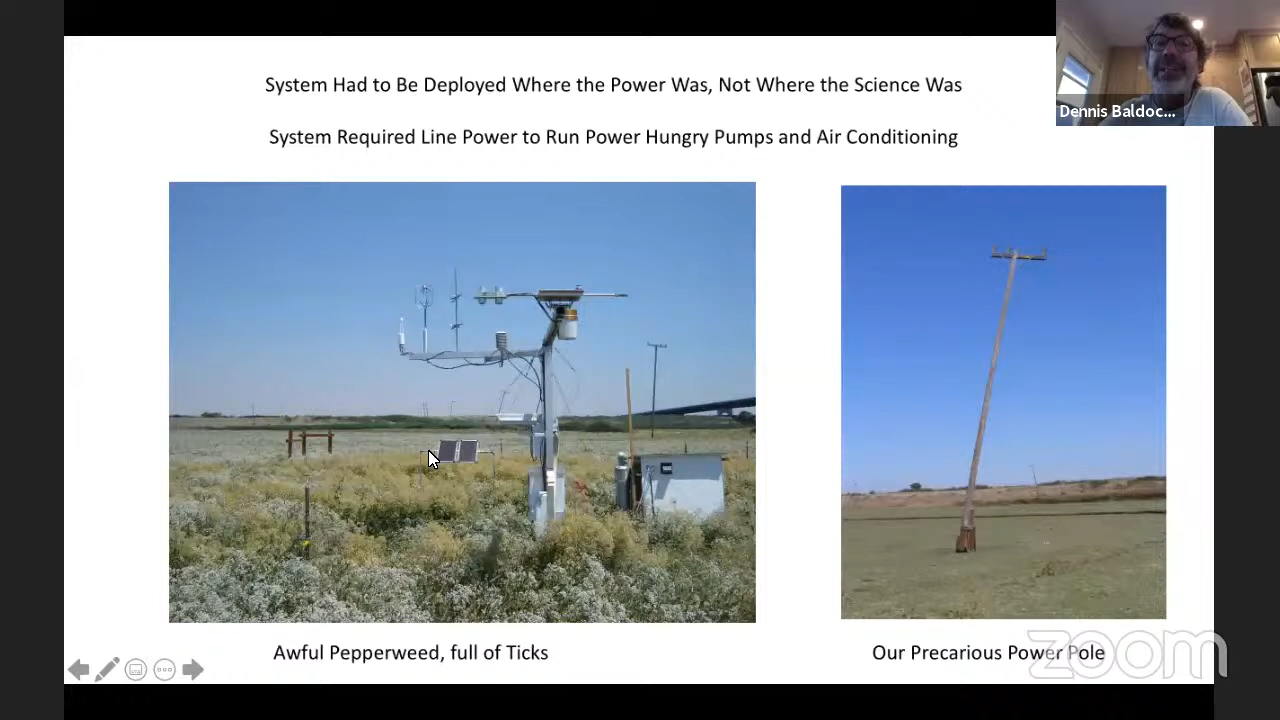 System Had to Be Deployed Where the Power Was, Not Where the Science Was
Dennis Baldoc...
System Required Line Power to Run Power Hungry Pumps and Air Conditioning
Awful Pepperweed, full of Ticks
Our Precarious Power Pole
zoom